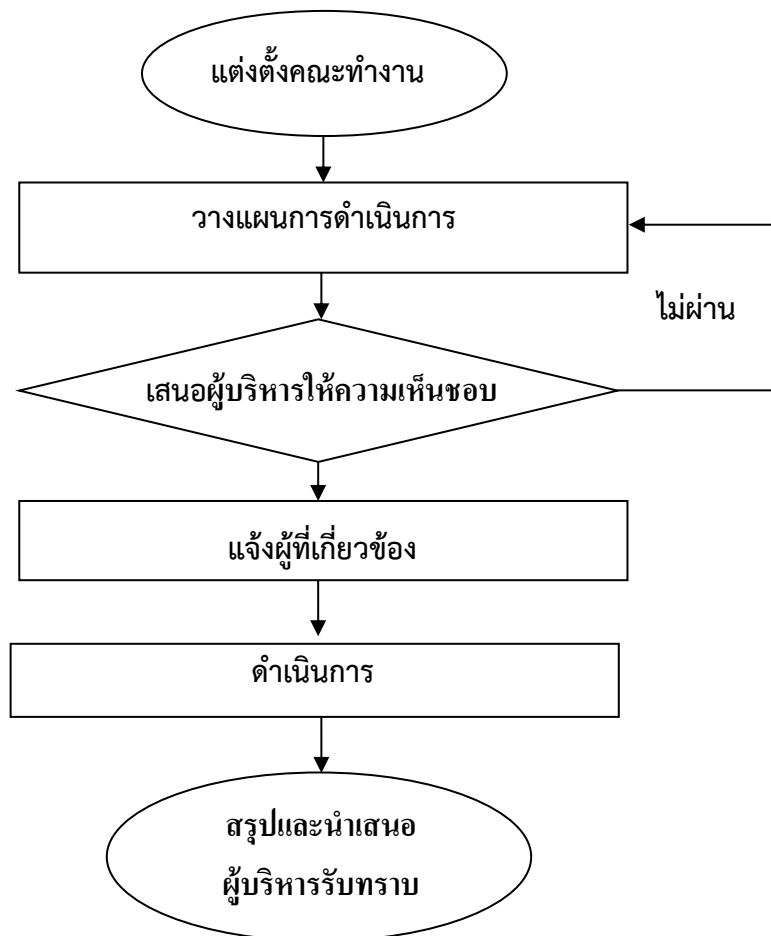 แต่งตั้งคณะทำงาน
วางแผนการดำเนินการ
ไม่ผ่าน
เสนอผู้บริหารให้ความเห็นชอบ
แจ้งผู้ที่เกี่ยวข้อง
ดำเนินการ
สรุปและนำเสนอ
ผู้บริหารรับทราบ